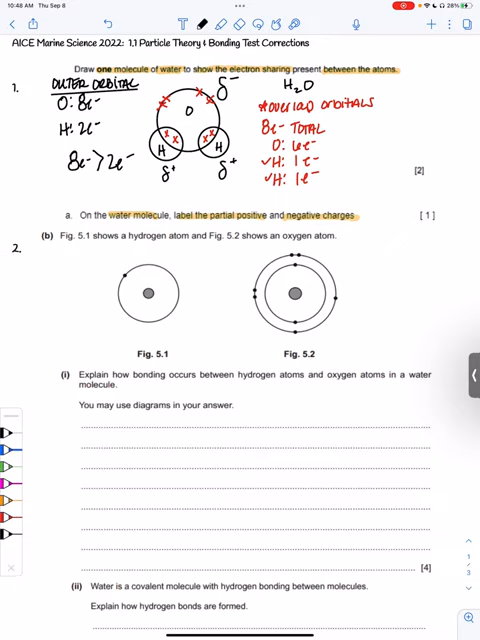 10:48 AM Thu Sep 8
28%
AICE Marine Science 2022: 1.1 Particle Theory & Bonding Test Corrections
Draw one molecule of water to show the electron sharing present between the atoms.
1.
OUTER ORBITAL
O: 8e-
H: 2e-
8e- > 2e-
O
H
H
δ-
δ+
δ+
H2O
*overlap orbitals
8e- TOTAL
O: 6e-
✓H: 1e-
✓H: 1e-
[2]
a. On the water molecule, label the partial positive and negative charges
[ 1 ]
2.
(b) Fig. 5.1 shows a hydrogen atom and Fig. 5.2 shows an oxygen atom.
Fig. 5.1
Fig. 5.2
(i) Explain how bonding occurs between hydrogen atoms and oxygen atoms in a water
molecule.
You may use diagrams in your answer.
[4]
(ii) Water is a covalent molecule with hydrogen bonding between molecules.
Explain how hydrogen bonds are formed.
1
/
3